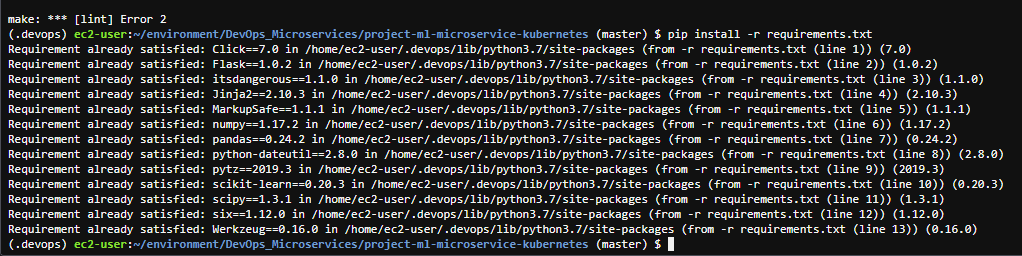 make: *** [lint] Error 2
(.devops) ec2-user:~/environment/DevOps_Microservices/project-ml-microservice-kubernetes (master) $ pip install -r requirements.txt
Requirement already satisfied: Click==7.0 in /home/ec2-user/.devops/lib/python3.7/site-packages (from -r requirements.txt (line 1)) (7.0)
Requirement already satisfied: Flask==1.0.2 in /home/ec2-user/.devops/lib/python3.7/site-packages (from -r requirements.txt (line 2)) (1.0.2)
Requirement already satisfied: itsdangerous==1.1.0 in /home/ec2-user/.devops/lib/python3.7/site-packages (from -r requirements.txt (line 3)) (1.1.0)
Requirement already satisfied: Jinja2==2.10.3 in /home/ec2-user/.devops/lib/python3.7/site-packages (from -r requirements.txt (line 4)) (2.10.3)
Requirement already satisfied: MarkupSafe==1.1.1 in /home/ec2-user/.devops/lib/python3.7/site-packages (from -r requirements.txt (line 5)) (1.1.1)
Requirement already satisfied: numpy==1.17.2 in /home/ec2-user/.devops/lib/python3.7/site-packages (from -r requirements.txt (line 6)) (1.17.2)
Requirement already satisfied: pandas==0.24.2 in /home/ec2-user/.devops/lib/python3.7/site-packages (from -r requirements.txt (line 7)) (0.24.2)
Requirement already satisfied: python-dateutil==2.8.0 in /home/ec2-user/.devops/lib/python3.7/site-packages (from -r requirements.txt (line 8)) (2.8.0)
Requirement already satisfied: pytz==2019.3 in /home/ec2-user/.devops/lib/python3.7/site-packages (from -r requirements.txt (line 9)) (2019.3)
Requirement already satisfied: scikit-learn==0.20.3 in /home/ec2-user/.devops/lib/python3.7/site-packages (from -r requirements.txt (line 10)) (0.20.3)
Requirement already satisfied: scipy==1.3.1 in /home/ec2-user/.devops/lib/python3.7/site-packages (from -r requirements.txt (line 11)) (1.3.1)
Requirement already satisfied: six==1.12.0 in /home/ec2-user/.devops/lib/python3.7/site-packages (from -r requirements.txt (line 12)) (1.12.0)
Requirement already satisfied: Werkzeug==0.16.0 in /home/ec2-user/.devops/lib/python3.7/site-packages (from -r requirements.txt (line 13)) (0.16.0)
(.devops) ec2-user:~/environment/DevOps_Microservices/project-ml-microservice-kubernetes (master) $